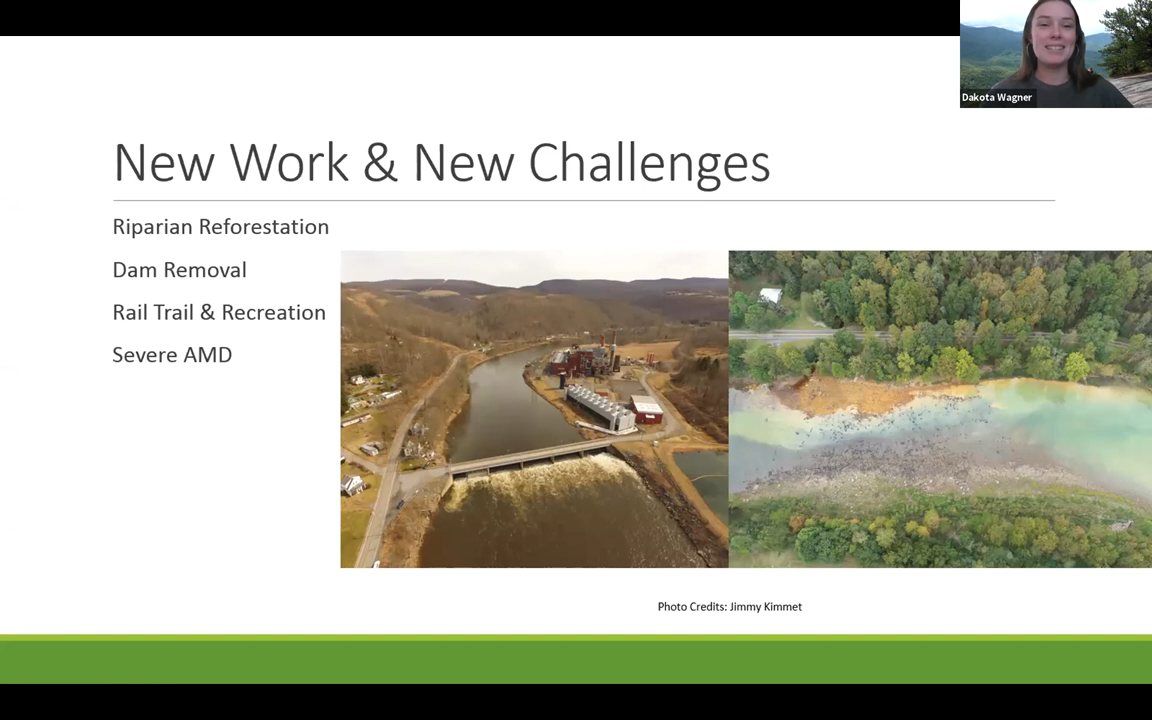 Dakota Wagner
New Work & New Challenges
Riparian Reforestation
Dam Removal
Rail Trail & Recreation
Severe AMD
Photo Credits: Jimmy Kimmet